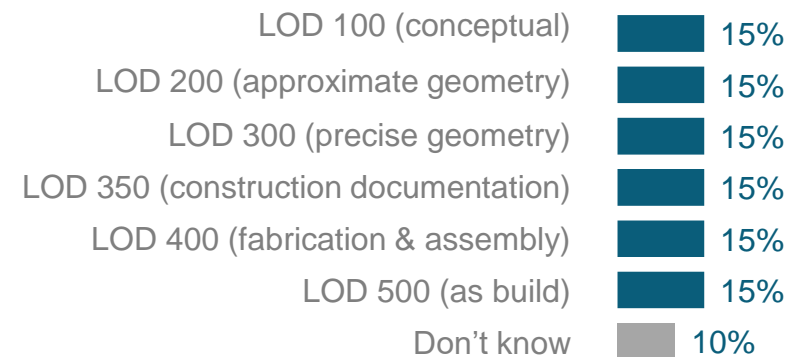 LOD 100 (conceptual) 15%
LOD 200 (approximate geometry) 15%
LOD 300 (precise geometry) 15%
LOD 350 (construction documentation) 15%
LOD 400 (fabrication & assembly) 15%
LOD 500 (as build) 15%
Don’t know 10%